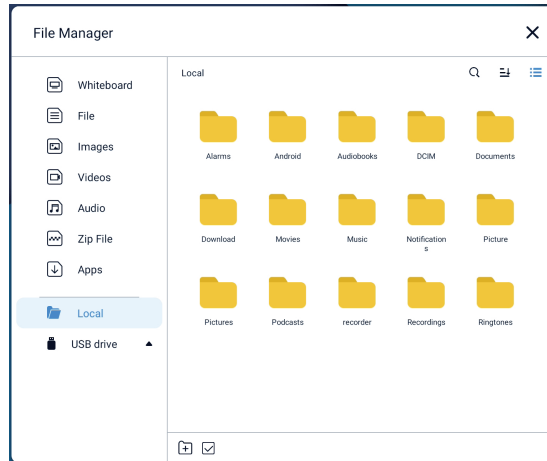 File Manager
Whiteboard
File
Images
Videos
Audio
Zip File
Apps
Local
USB drive
Local
Alarms
Android
Audiobooks
DCIM
Documents
Download
Movies
Music
Notification
s
Picture
Pictures
Podcasts
recorder
Recordings
Ringtones